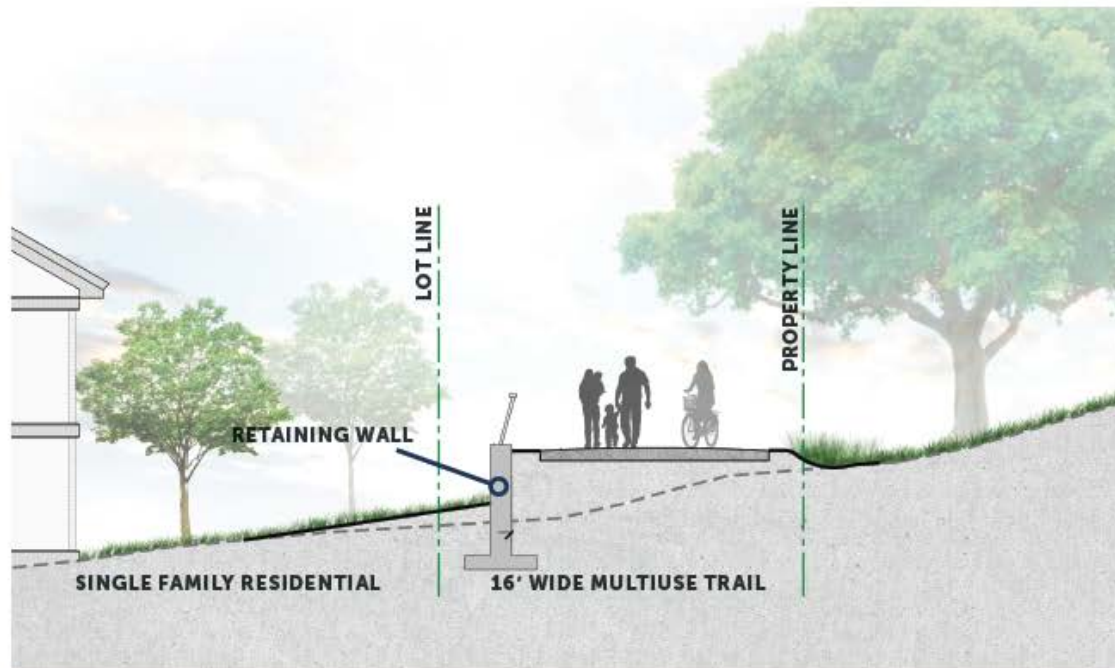 LOT LINE
PROPERTY LINE
RETAINING WALL
SINGLE FAMILY RESIDENTIAL
16' WIDE MULTIUSE TRAIL